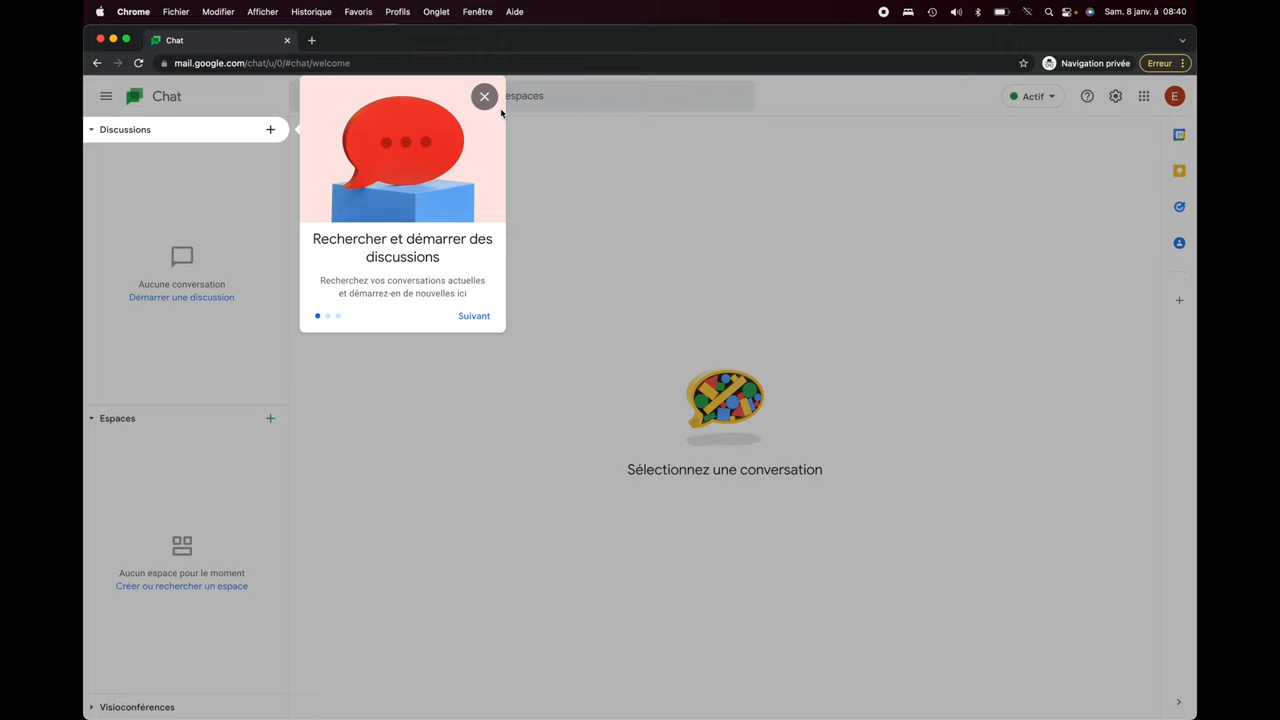 Chrome Fichier Modifier Afficher Historique Favoris Profils Onglet Fenêtre Aide Sam. 8 janv. à 08:40
Chat
mail.google.com/chat/u/0/#chat/welcome Navigation privée Erreur
Chat espaces Actif E
Discussions
Rechercher et démarrer des
discussions
Recherchez vos conversations actuelles
et démarrez-en de nouvelles ici
Suivant
Aucune conversation
Démarrer une discussion
Espaces
Sélectionnez une conversation
Aucun espace pour le moment
Créer ou rechercher un espace
Visioconférences